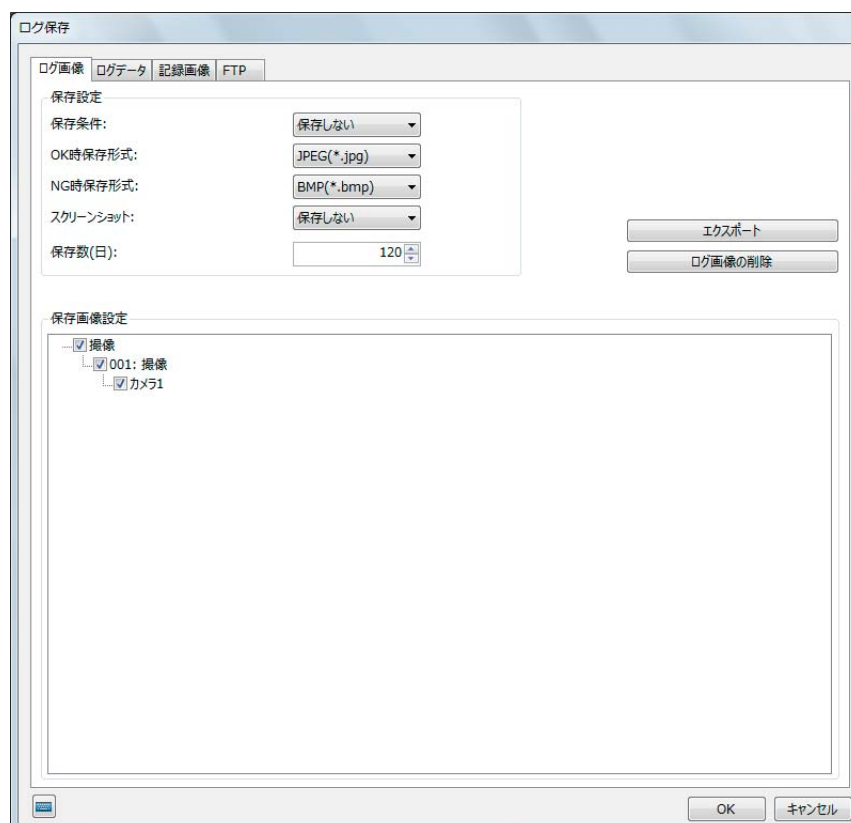 ログ保存
ログ画像 ログデータ 記録画像 FTP
保存設定
保存条件: 保存しない
OK時保存形式: JPEG(*.jpg)
NG時保存形式: BMP(*.bmp)
スクリーンショット: 保存しない
保存数(日): 120
エクスポート
ログ画像の削除
保存画像設定
撮像
001: 撮像
カメラ1
OK キャンセル